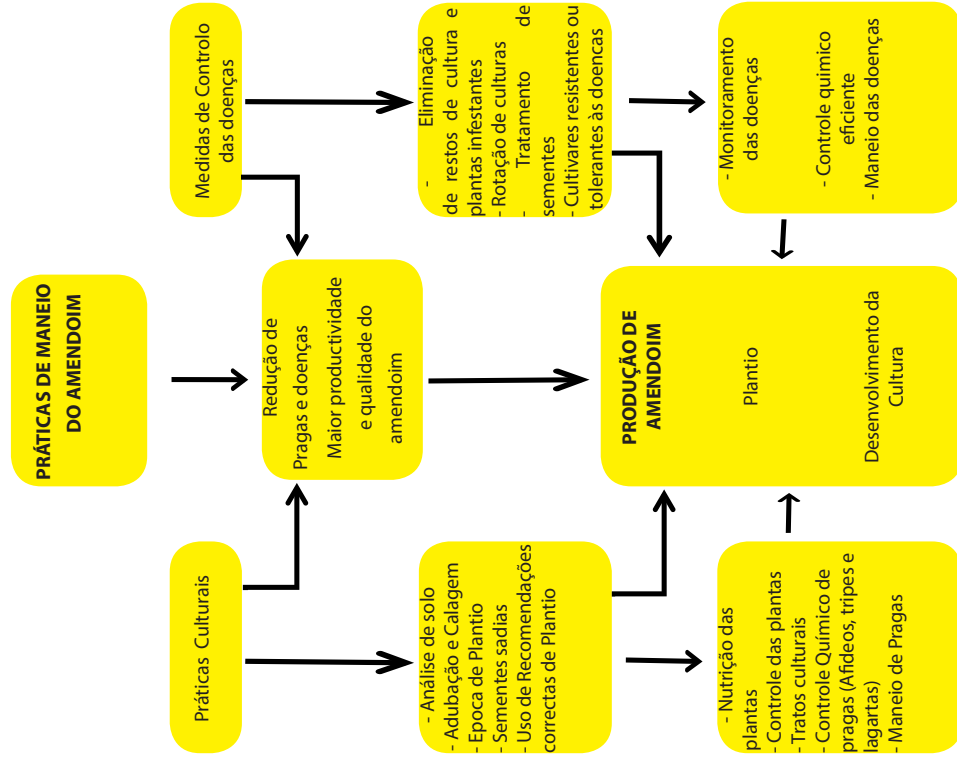 PRÁTICAS DE MANEIO
DO AMENDOIM
Práticas Culturais
Medidas de Controlo
das doenças
Redução de
Pragas e doenças
Maior productividade
e qualidade do
amendoim
- Análise de solo
- Adubação e Calagem
- Epoca de Plantio
- Sementes sadias
- Uso de Recomendações
correctas de Plantio
- Eliminação
de restos de cultura e
plantas infestantes
- Rotação de culturas
- Tratamento de
sementes
- Cultivares resistentes ou
tolerantes às doencas
PRODUÇÃO DE
AMENDOIM
Plantio
Desenvolvimento da
Cultura
- Nutrição das
plantas
- Controle das plantas
- Tratos culturais
- Controle Químico de
pragas (Afideos, tripes e
lagartas)
- Maneio de Pragas
- Monitoramento
das doenças
- Controle quimico
eficiente
- Maneio das doenças